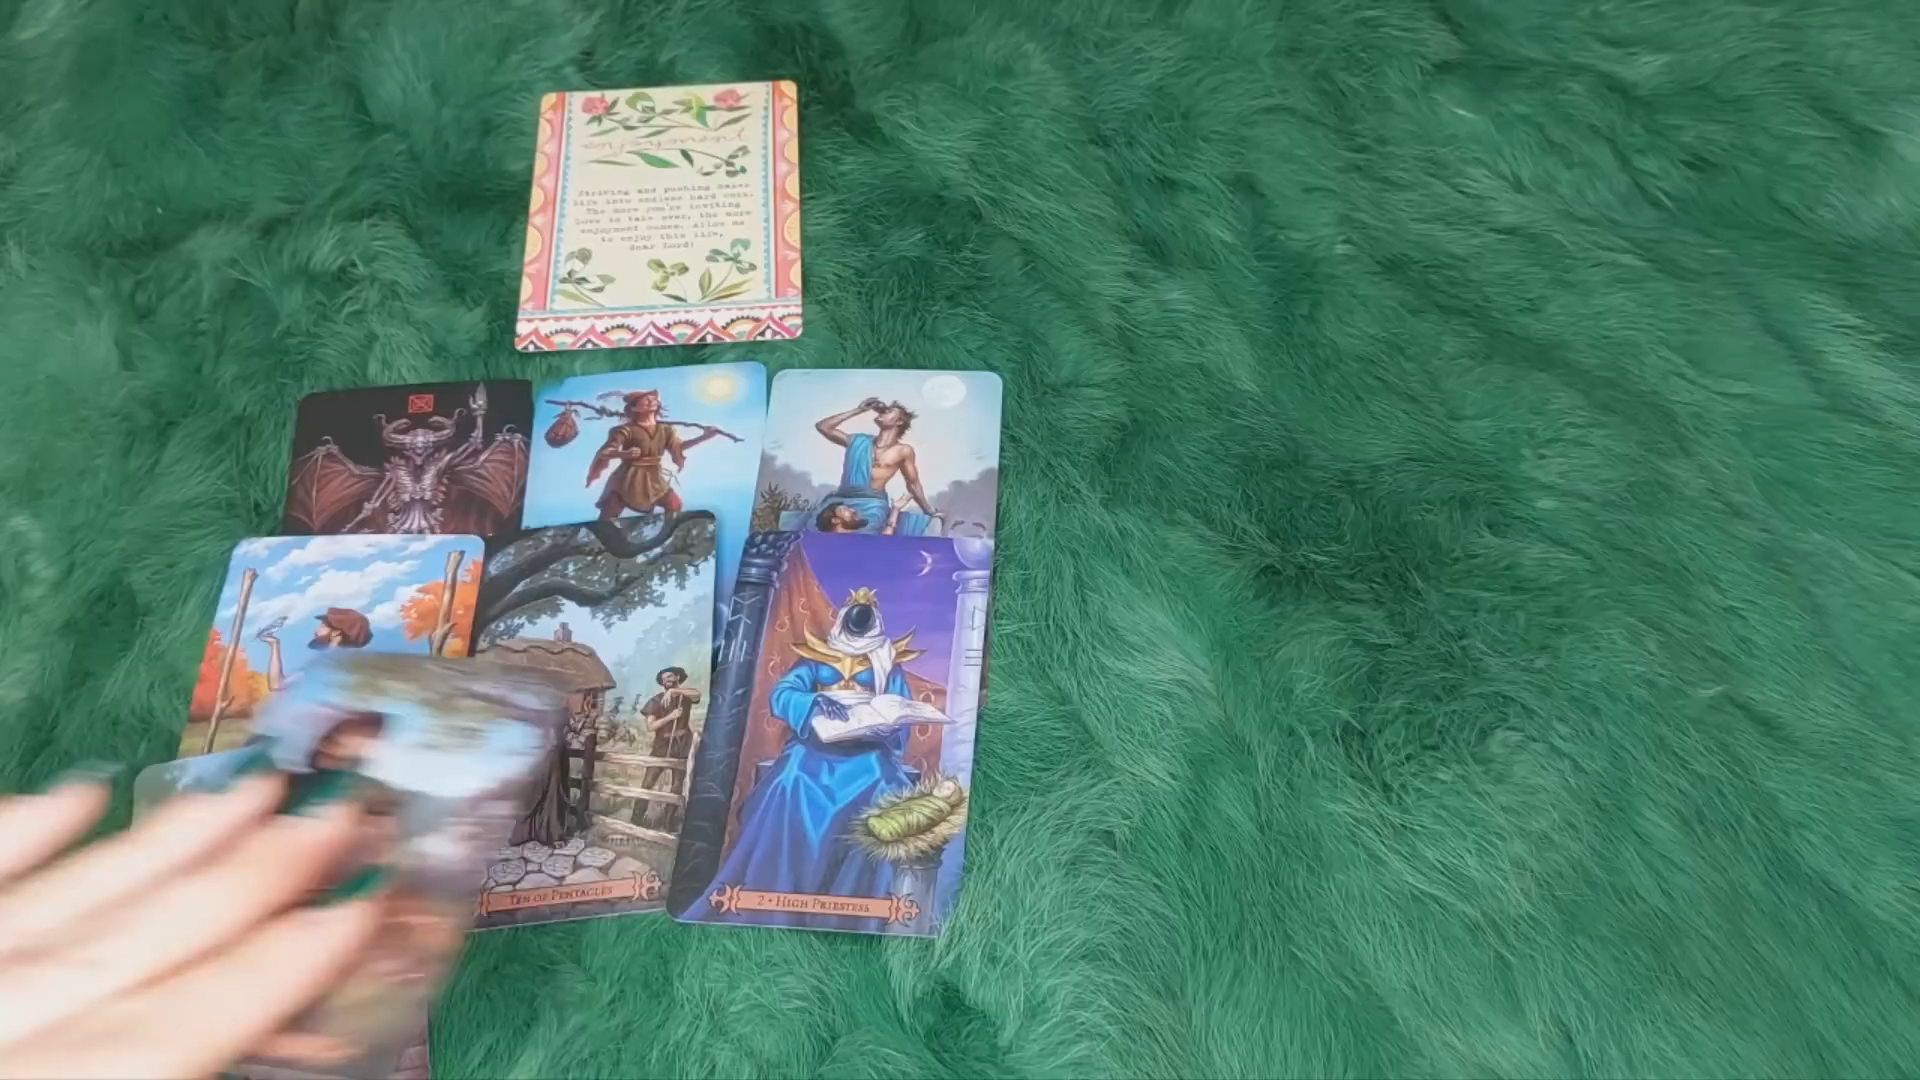 enjoyment
Striving and pushing makes
life into endless hard work.
The more you're inviting
Love to take over, the more
enjoyment comes. Allow me
to enjoy this life,
dear Lord!
TEN OF PENTACLES
2 • HIGH PRIESTESS